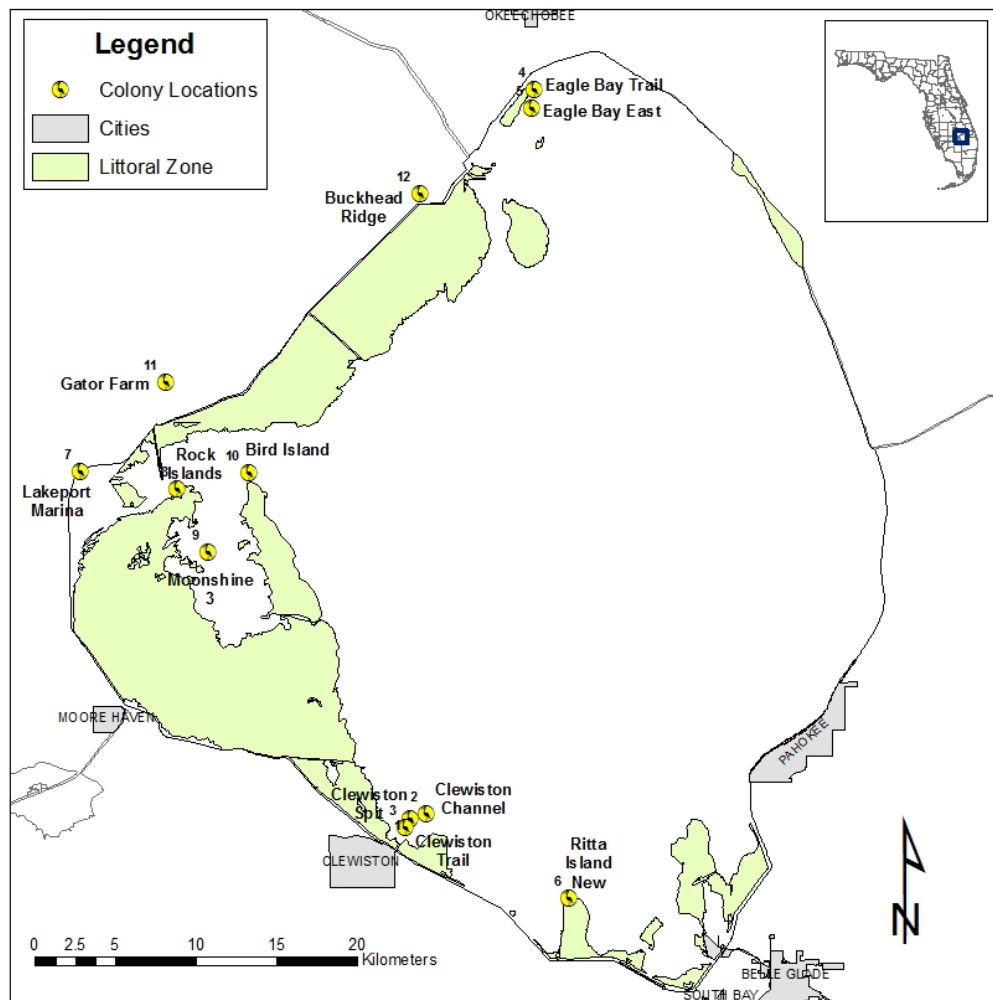 OKEECHOBEE
Legend
Colony Locations
Cities
Littoral Zone
4
5
Eagle Bay Trail
Eagle Bay East
12
Buckhead
Ridge
11
Gator Farm
7
Lakeport
Marina
Rock
Islands
8
10
Bird Island
9
Moonshine
3
MOORE HAVEN
PAHOKEE
Clewiston
Spit
2
3
1
Clewiston
Channel
Clewiston
Trail
CLEWISTON
Ritta
Island
New
6
N
0 2.5 5 10 15 20
Kilometers
BELLE GLADE
SOUTH BAY